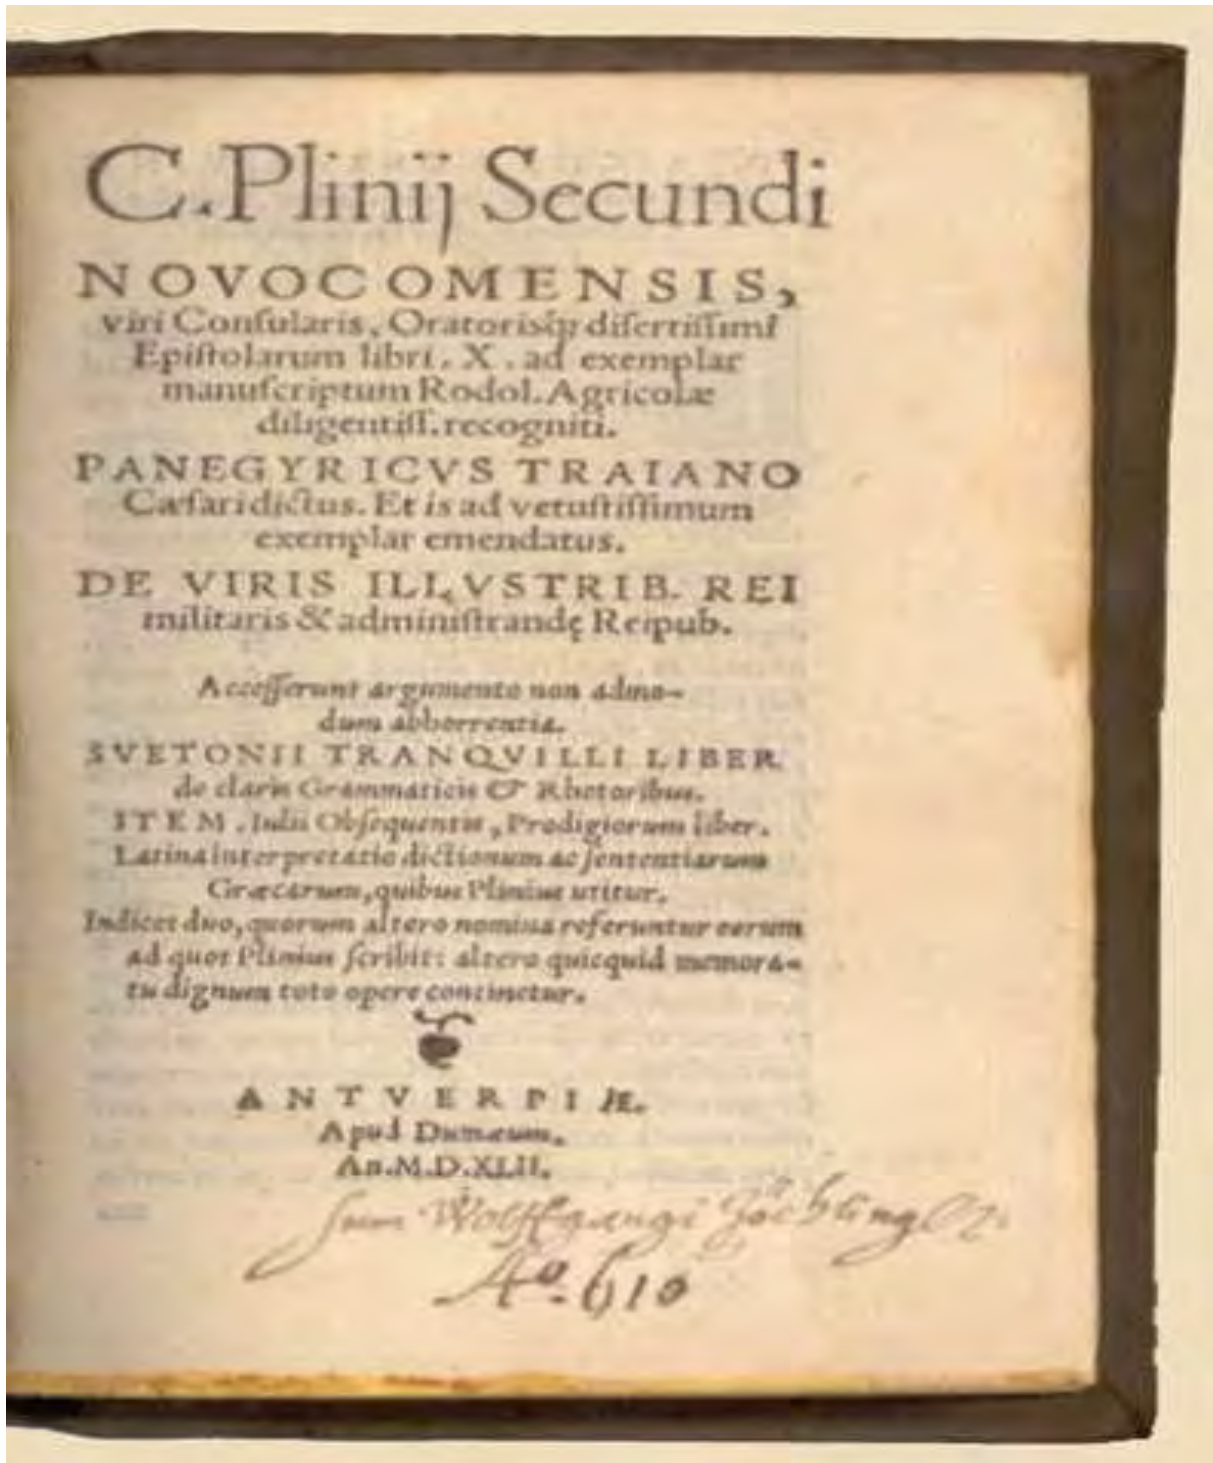 C.Plinij Secundi
NOVOCOMENSIS,
viri Conſularis, Oratorisq́; diſertiſſimi
Epiſtolarum libri. X. ad exemplar
manuſcriptum Rodol. Agricolæ
diligentiſſ. recogniti.
PANEGYRICVS TRAIANO
Cæſari dictus. Et is ad vetuſtiſſimum
exemplar emendatus.
DE VIRIS ILLVSTRIB. REI
militaris & adminiſtrandę Reipub.
Acceſſerunt argumento non admo-
dum abhorrentia.
SVETONII TRANQVILLI LIBER
de claris Grammaticis & Rhetoribus.
ITEM. Iulii Obſequentis, Prodigiorum liber.
Latina interpretatio dictionum ac ſententiarum
Græcarum, quibus Plinius utitur.
Indices duo, quorum altero nomina referuntur eorum
ad quos Plinius ſcribit: altero quicquid memora-
tu dignum toto opere continetur.
ANTVERPIÆ.
Apud Dumæum.
An.M.D.XLII.
Sum Wolffgangi
Ao. 610